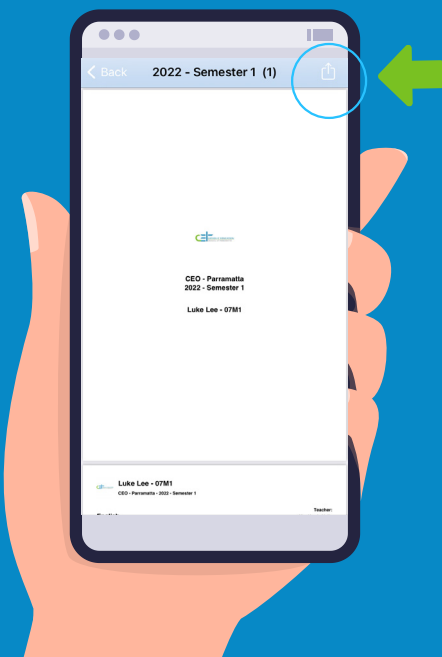 Back 2022 - Semester 1 (1)
CEO - Parramatta
2022 - Semester 1
Luke Lee - 07M1
Luke Lee - 07M1
CEO - Parramatta - 2022 - Semester 1
Teacher: